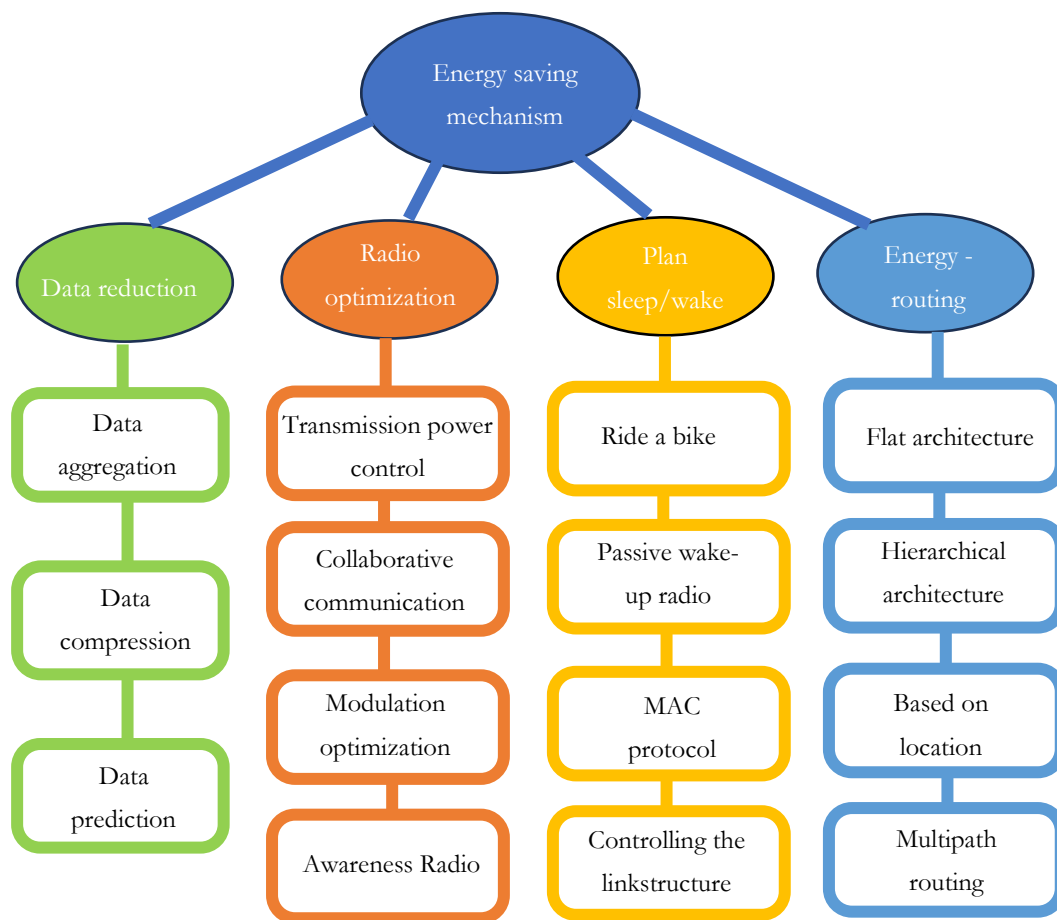 Energy saving
mechanism
Data reduction
Radio
optimization
Plan
sleep/wake
Energy -
routing
Data
aggregation
Data
compression
Data
prediction
Transmission power
control
Collaborative
communication
Modulation
optimization
Awareness Radio
Ride a bike
Passive wake-
up radio
MAC
protocol
Controlling the
linkstructure
Flat architecture
Hierarchical
architecture
Based on
location
Multipath
routing